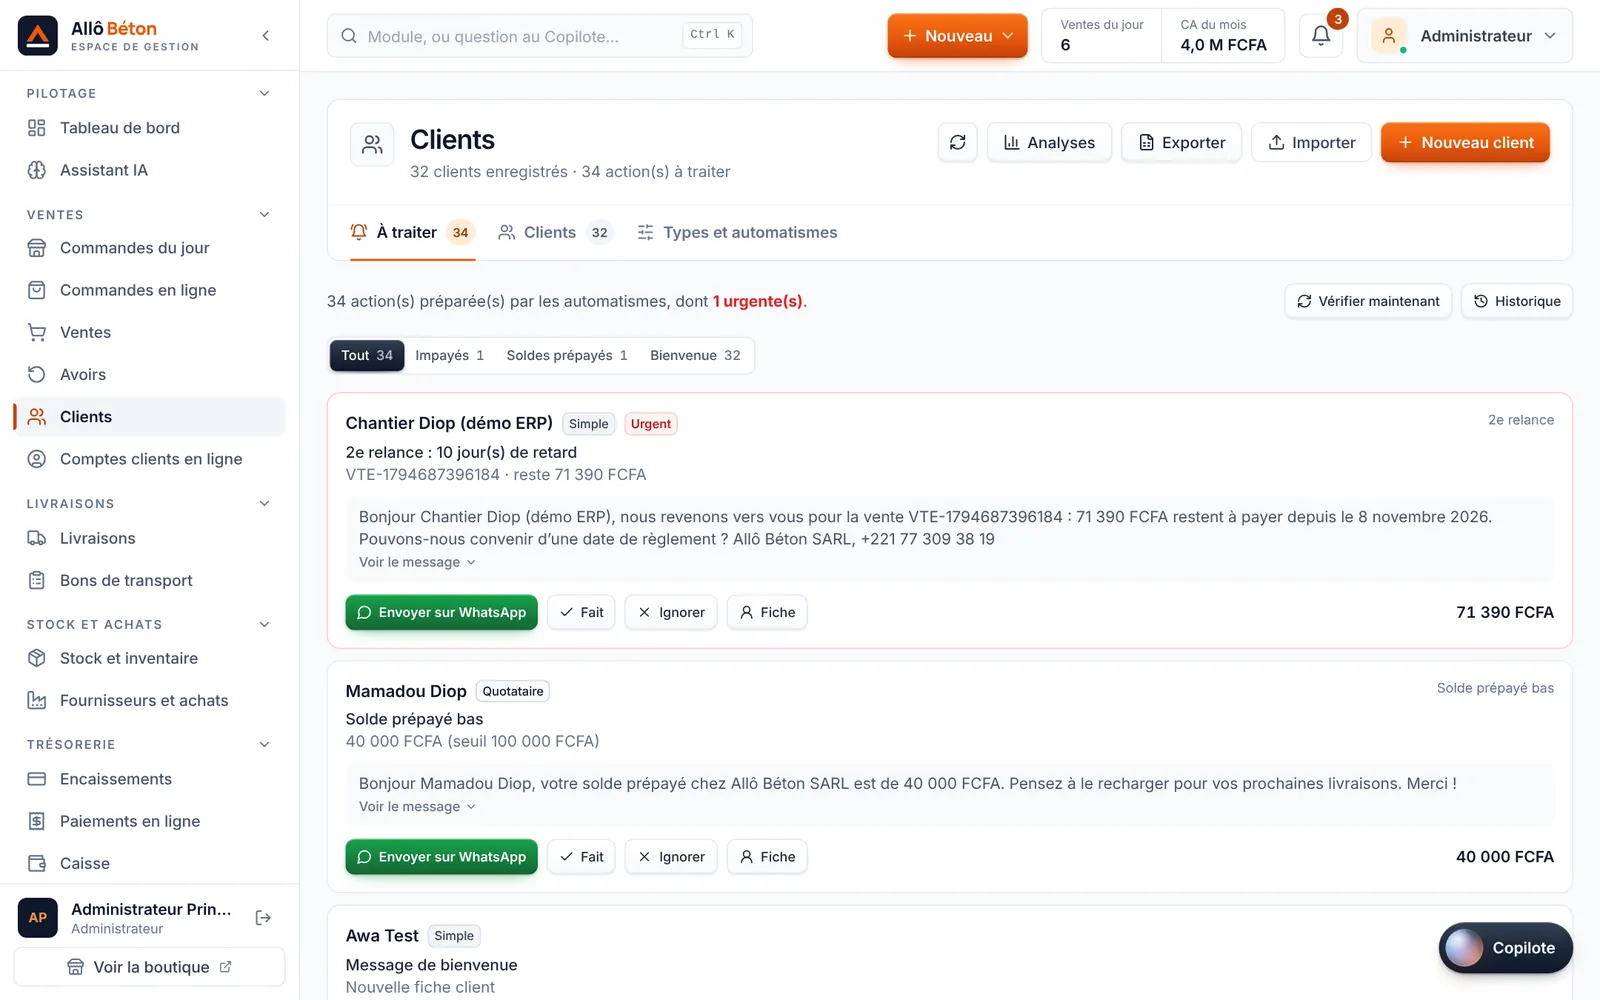 Allô Béton
ESPACE DE GESTION
Module, ou question au Copilote...
Ctrl K
Nouveau
Ventes du jour
6
CA du mois
4,0 M FCFA
3
Administrateur
PILOTAGE
Tableau de bord
Assistant IA
VENTES
Commandes du jour
Commandes en ligne
Ventes
Avoirs
Clients
Comptes clients en ligne
LIVRAISONS
Livraisons
Bons de transport
STOCK ET ACHATS
Stock et inventaire
Fournisseurs et achats
TRÉSORERIE
Encaissements
Paiements en ligne
Caisse
AP
Administrateur Prin...
Administrateur
Voir la boutique
Clients
32 clients enregistrés · 34 action(s) à traiter
Analyses
Exporter
Importer
Nouveau client
À traiter 34
Clients 32
Types et automatismes
34 action(s) préparée(s) par les automatismes, dont 1 urgente(s).
Vérifier maintenant
Historique
Tout 34
Impayés 1
Soldes prépayés 1
Bienvenue 32
Chantier Diop (démo ERP) Simple Urgent
2e relance
2e relance : 10 jour(s) de retard
VTE-1794687396184 · reste 71 390 FCFA
Bonjour Chantier Diop (démo ERP), nous revenons vers vous pour la vente VTE-1794687396184 : 71 390 FCFA restent à payer depuis le 8 novembre 2026.
Pouvons-nous convenir d'une date de règlement ? Allô Béton SARL, +221 77 309 38 19
Voir le message
Envoyer sur WhatsApp
Fait
Ignorer
Fiche
71 390 FCFA
Mamadou Diop Quotataire
Solde prépayé bas
Solde prépayé bas
40 000 FCFA (seuil 100 000 FCFA)
Bonjour Mamadou Diop, votre solde prépayé chez Allô Béton SARL est de 40 000 FCFA. Pensez à le recharger pour vos prochaines livraisons. Merci !
Voir le message
Envoyer sur WhatsApp
Fait
Ignorer
Fiche
40 000 FCFA
Awa Test Simple
Message de bienvenue
Nouvelle fiche client
Copilote